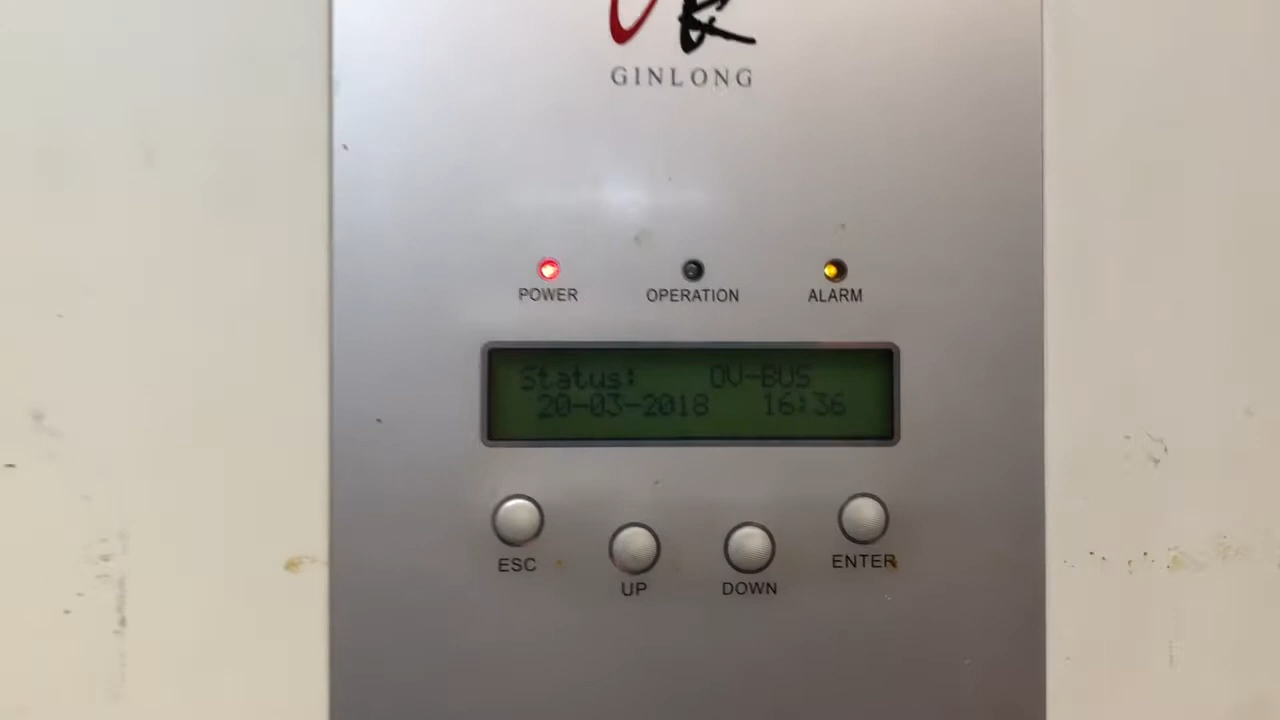 GINLONG
POWER OPERATION ALARM
Status: OV-BUS
20-03-2018 16:36
ESC UP DOWN ENTER